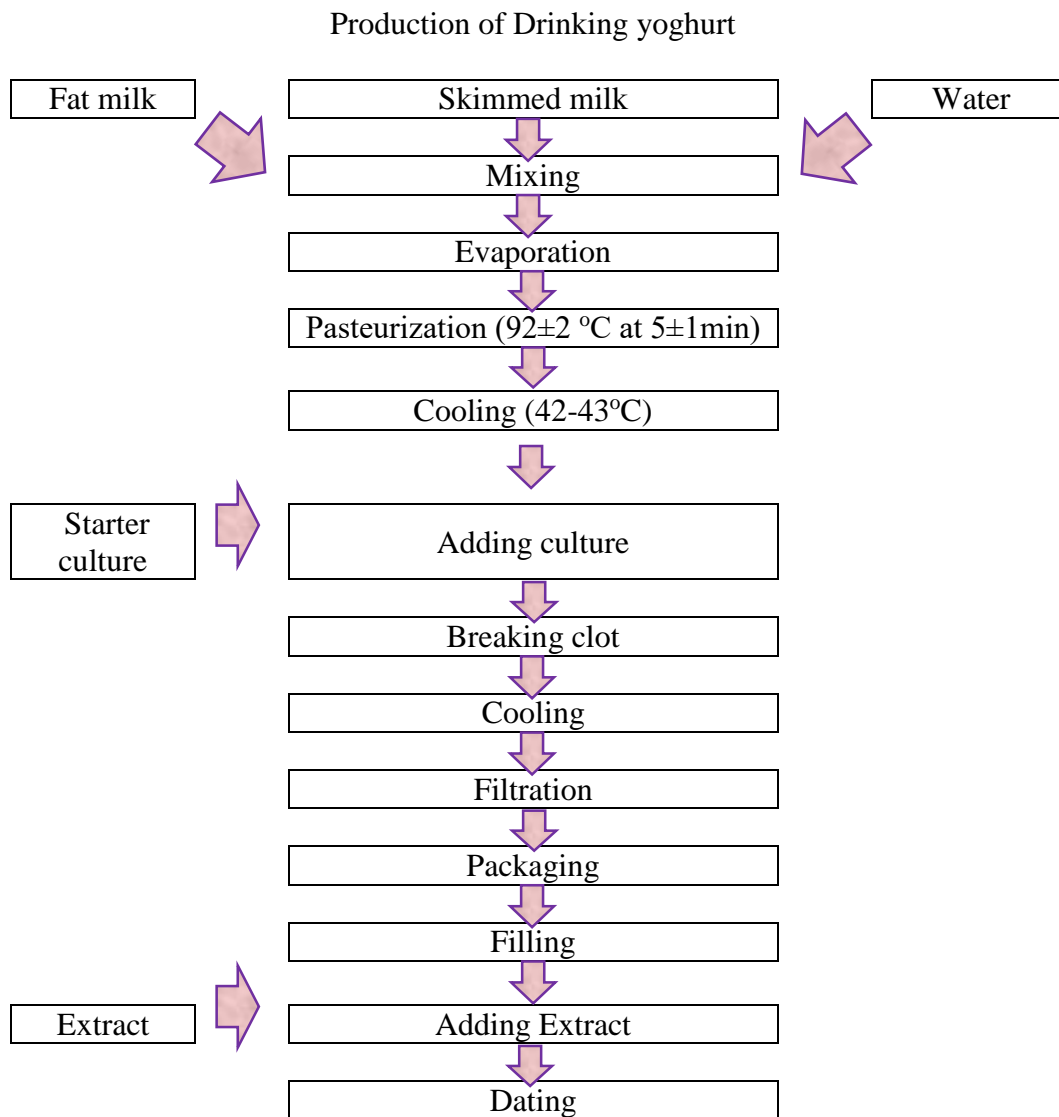 Production of Drinking yoghurt
Fat milk
Skimmed milk
Water
Mixing
Evaporation
Pasteurization (92±2 ºC at 5±1min)
Cooling (42-43ºC)
Starter
culture
Adding culture
Breaking clot
Cooling
Filtration
Packaging
Filling
Extract
Adding Extract
Dating